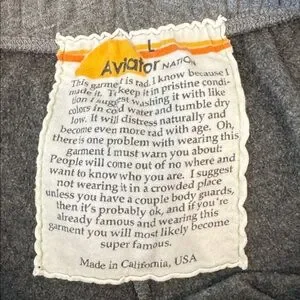 L
Aviator NATION
This garment is rad. I know because I
made it. To keep it in pristine condi-
tion I suggest washing it with like
colors in cold water and tumble dry
low. It will distress naturally and
become even more rad with age. Oh,
there is one problem with wearing this
garment I must warn you about:
People will come out of no where and
want to know who you are. I suggest
not wearing it in a crowded place
unless you have a couple body guards,
then it's probably ok, and if you're
already famous and wearing this
garment you will most likely become
super famous.
Made in California, USA